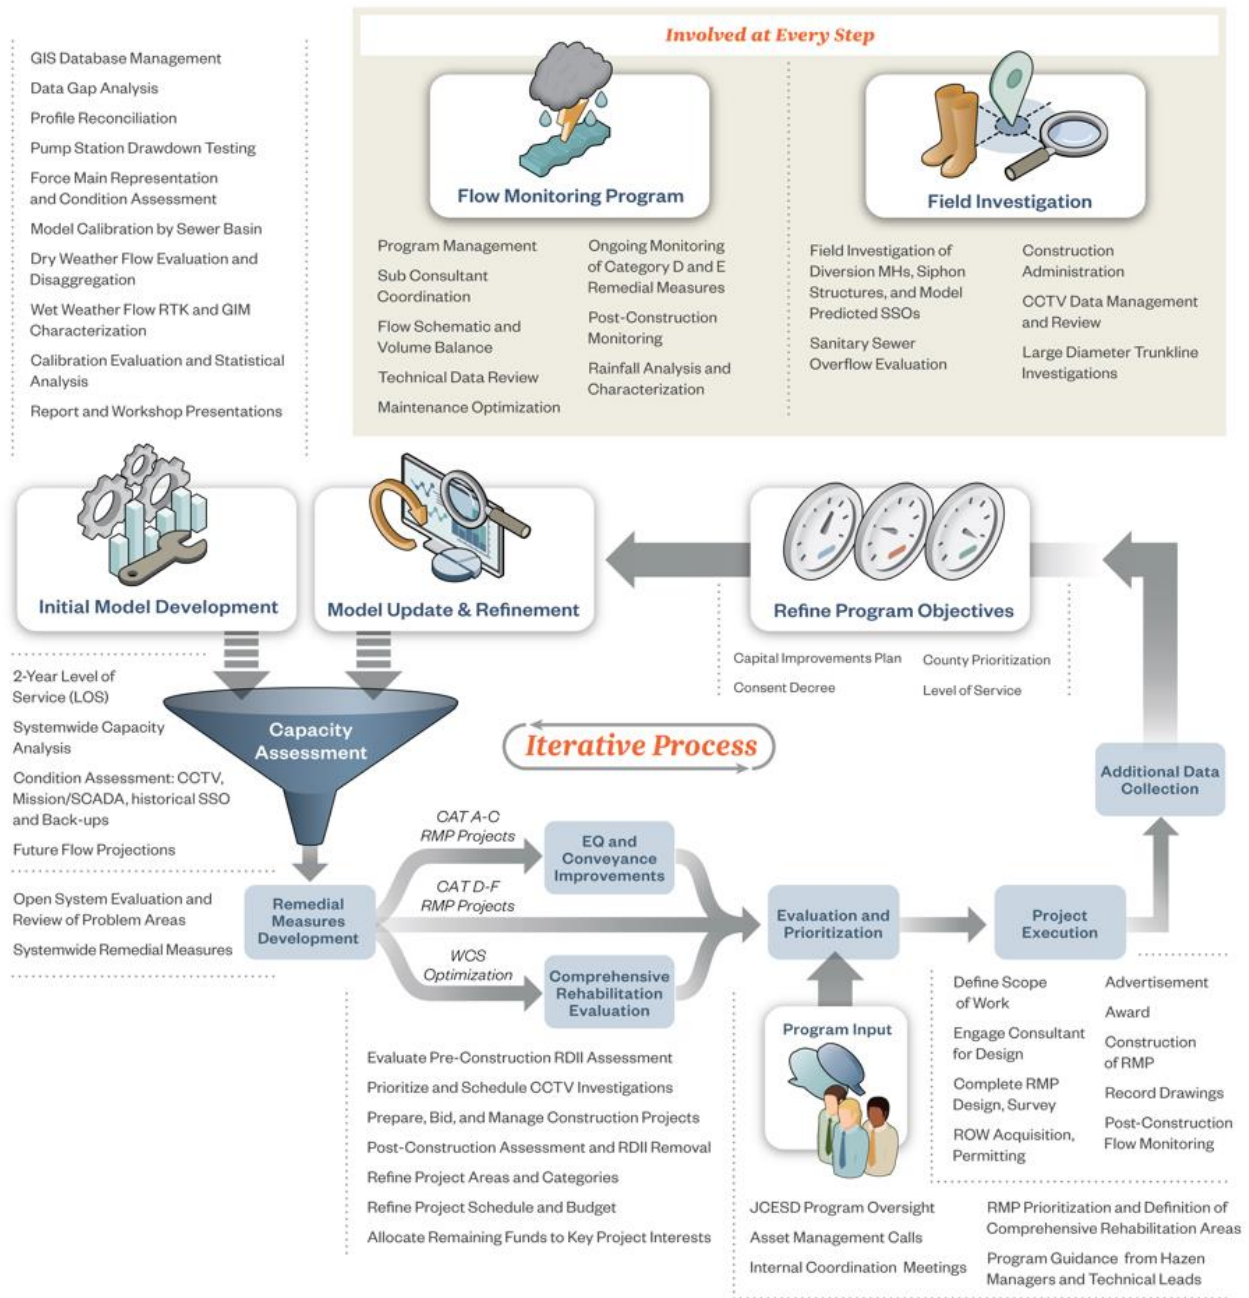 GIS Database Management
Data Gap Analysis
Profile Reconciliation
Pump Station Drawdown Testing
Force Main Representation
and Condition Assessment
Model Calibration by Sewer Basin
Dry Weather Flow Evaluation and
Disaggregation
Wet Weather Flow RTK and GIM
Characterization
Calibration Evaluation and Statistical
Analysis
Report and Workshop Presentations
Involved at Every Step
Flow Monitoring Program
Program Management
Sub Consultant
Coordination
Flow Schematic and
Volume Balance
Technical Data Review
Maintenance Optimization
Ongoing Monitoring
of Category D and E
Remedial Measures
Post-Construction
Monitoring
Rainfall Analysis and
Characterization
Field Investigation
Field Investigation of
Diversion MHs, Siphon
Structures, and Model
Predicted SSOs
Sanitary Sewer
Overflow Evaluation
Construction
Administration
CCTV Data Management
and Review
Large Diameter Trunkline
Investigations
Initial Model Development
Model Update & Refinement
Refine Program Objectives
Capital Improvements Plan
Consent Decree
County Prioritization
Level of Service
2-Year Level of
Service (LOS)
Systemwide Capacity
Analysis
Condition Assessment: CCTV,
Mission/SCADA, historical SSO
and Back-ups
Future Flow Projections
Capacity
Assessment
Iterative Process
Additional Data
Collection
Open System Evaluation and
Review of Problem Areas
Systemwide Remedial Measures
Remedial
Measures
Development
CAT A-C
RMP Projects
EQ and
Conveyance
Improvements
CAT D-F
RMP Projects
WCS
Optimization
Comprehensive
Rehabilitation
Evaluation
Evaluation and
Prioritization
Project
Execution
Evaluate Pre-Construction RDII Assessment
Prioritize and Schedule CCTV Investigations
Prepare, Bid, and Manage Construction Projects
Post-Construction Assessment and RDII Removal
Refine Project Areas and Categories
Refine Project Schedule and Budget
Allocate Remaining Funds to Key Project Interests
Program Input
Define Scope
of Work
Engage Consultant
for Design
Complete RMP
Design, Survey
ROW Acquisition,
Permitting
Advertisement
Award
Construction
of RMP
Record Drawings
Post-Construction
Flow Monitoring
JCESD Program Oversight
Asset Management Calls
Internal Coordination Meetings
RMP Prioritization and Definition of
Comprehensive Rehabilitation Areas
Program Guidance from Hazen
Managers and Technical Leads